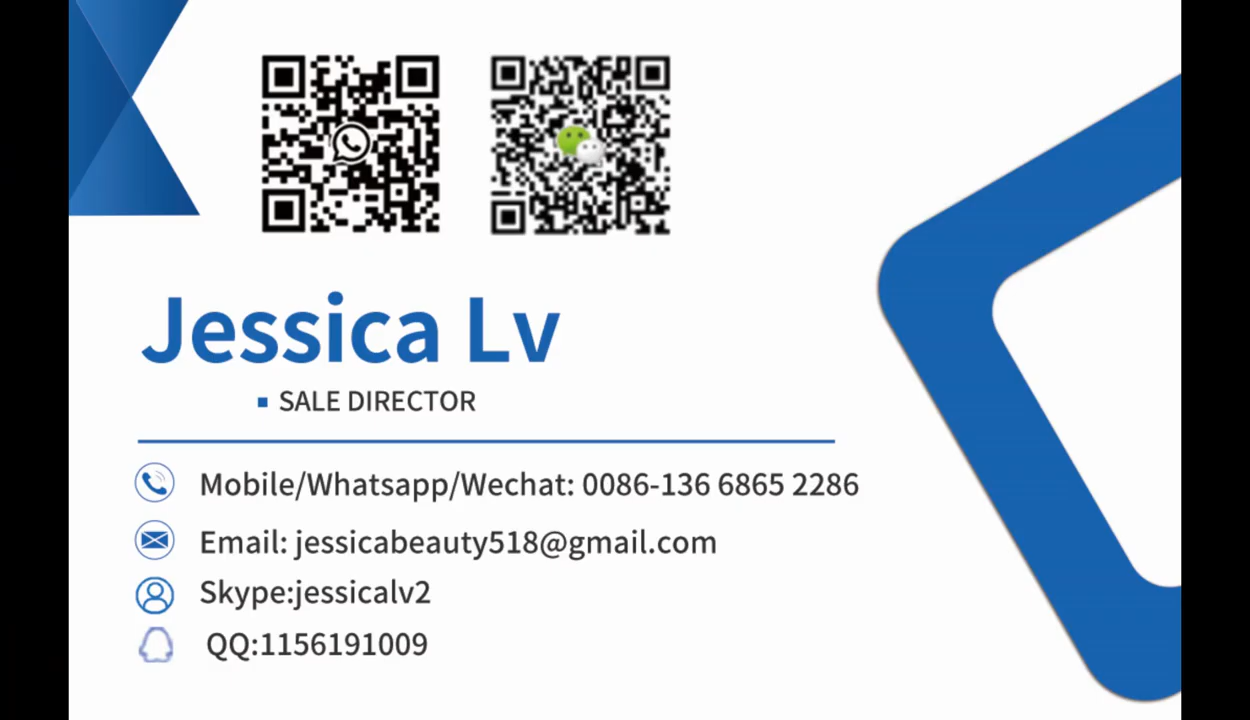 Jessica Lv
SALE DIRECTOR
Mobile/Whatsapp/Wechat: 0086-136 6865 2286
Email: jessicabeauty518@gmail.com
Skype:jessicalv2
QQ:1156191009